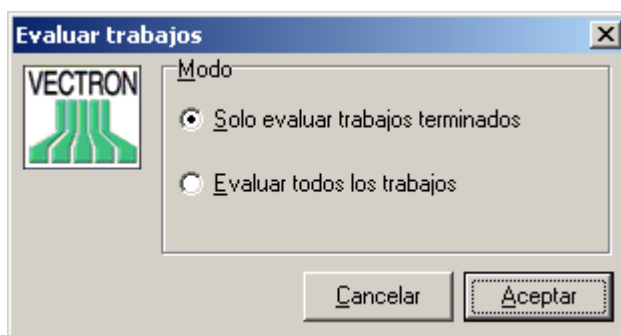 Evaluar trabajos
VECTRON
Modo
Solo evaluar trabajos terminados
Evaluar todos los trabajos
Cancelar
Aceptar